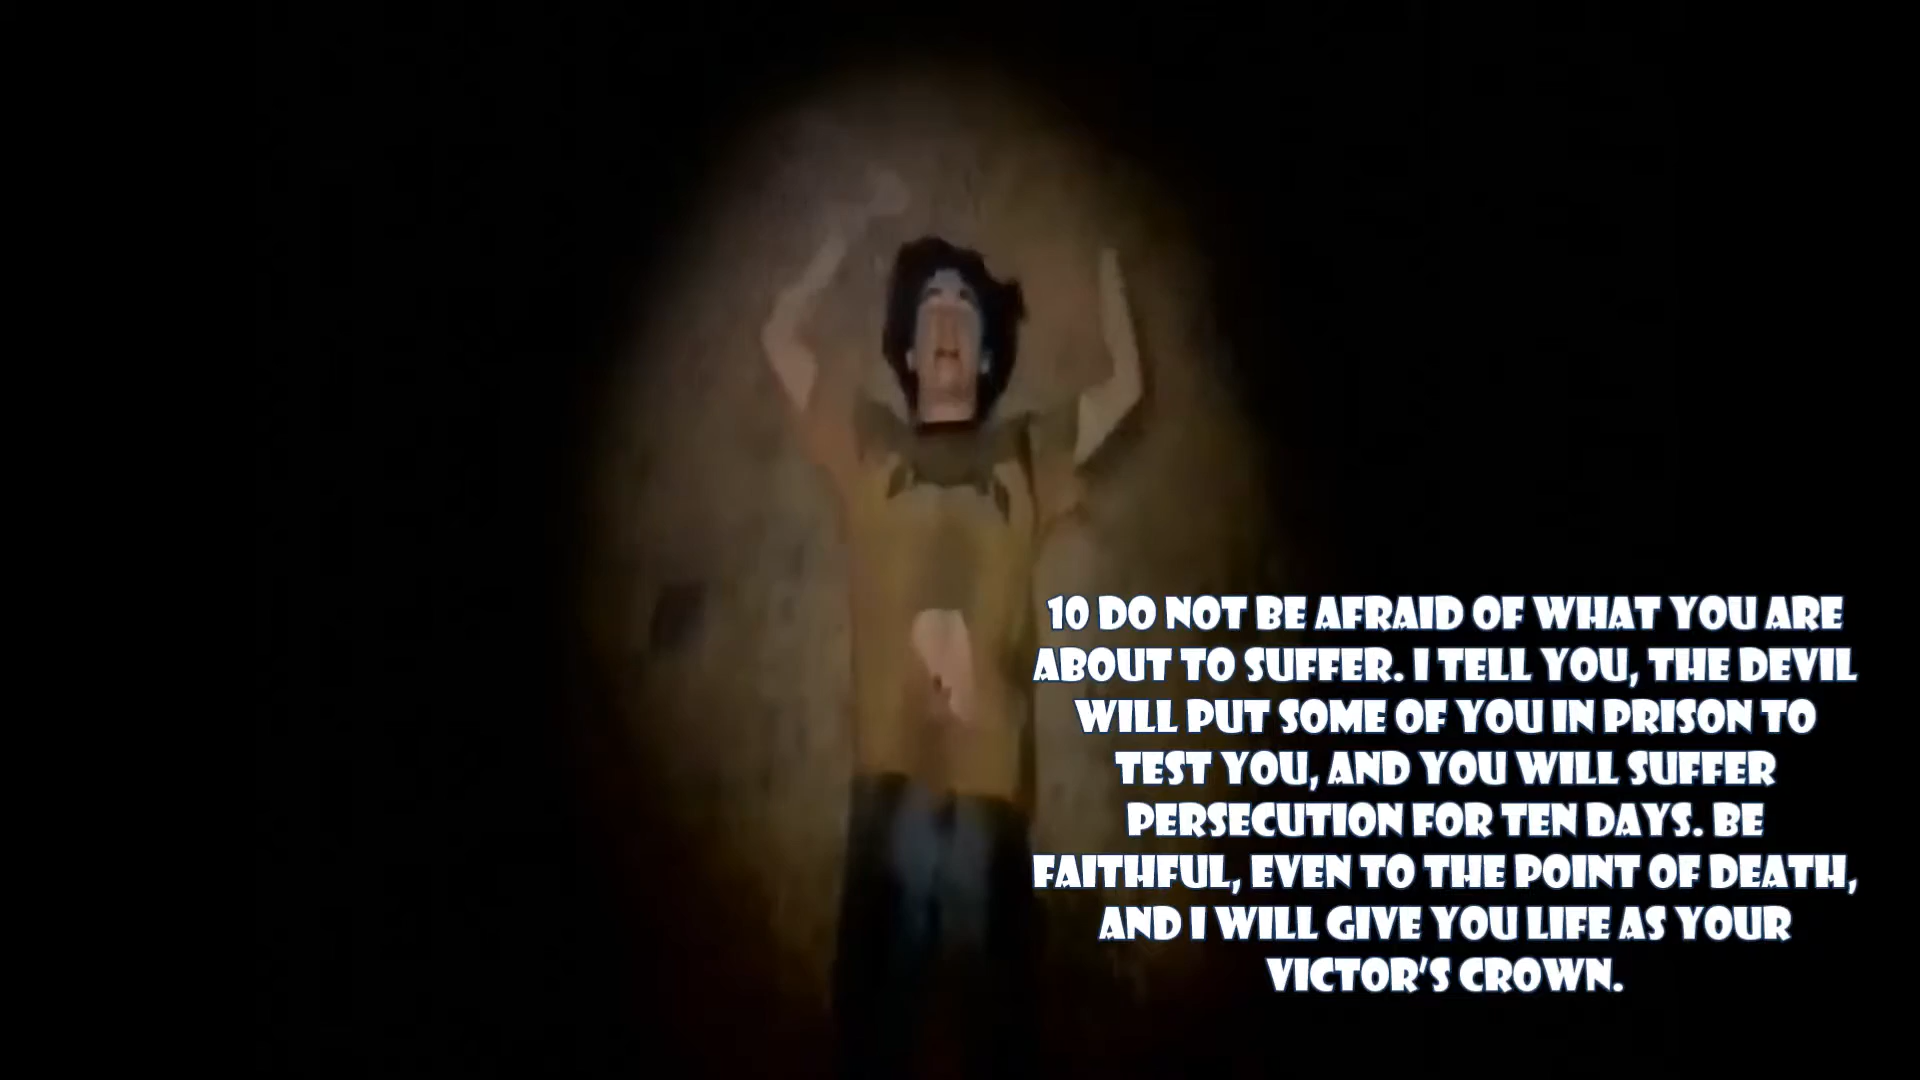 10 DO NOT BE AFRAID OF WHAT YOU ARE
ABOUT TO SUFFER. I TELL YOU, THE DEVIL
WILL PUT SOME OF YOU IN PRISON TO
TEST YOU, AND YOU WILL SUFFER
PERSECUTION FOR TEN DAYS. BE
FAITHFUL, EVEN TO THE POINT OF DEATH,
AND I WILL GIVE YOU LIFE AS YOUR
VICTOR'S CROWN.